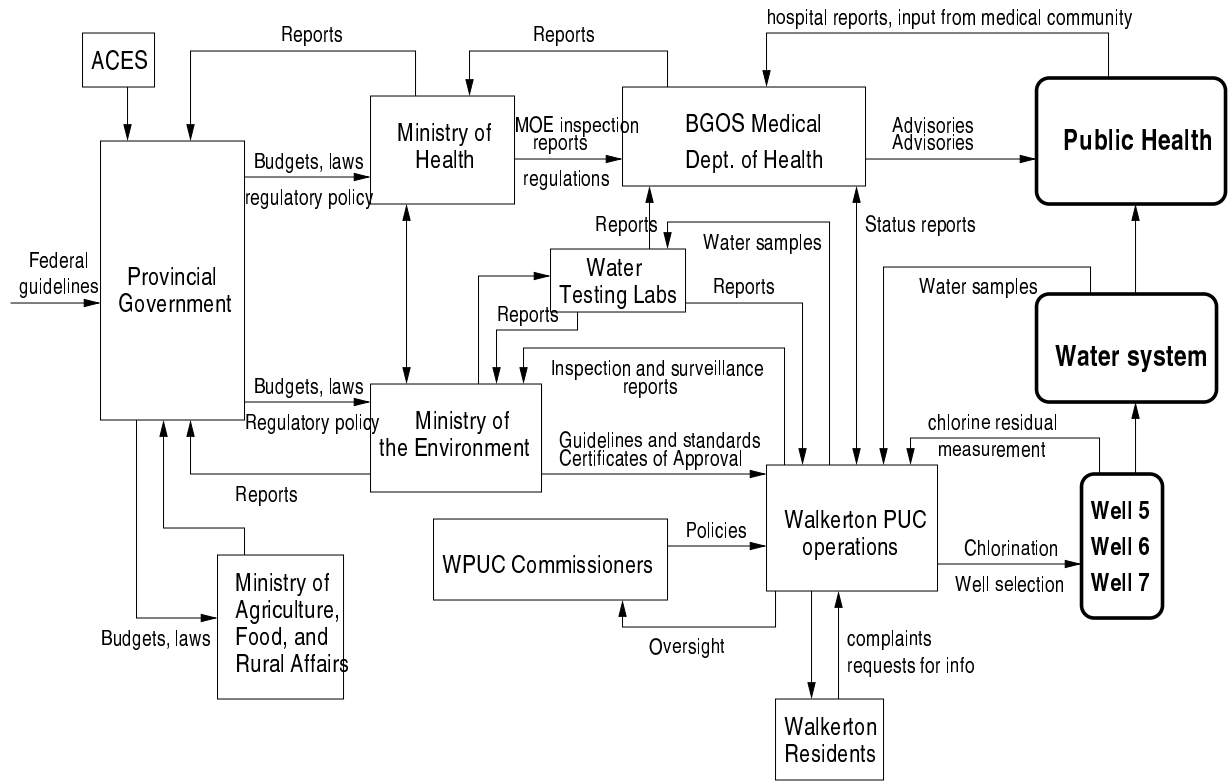 hospital reports, input from medical community
Reports
Reports
ACES
Ministry of
Health
MOE inspection
reports
regulations
BGOS Medical
Dept. of Health
Advisories
Advisories
Public Health
Budgets, laws
regulatory policy
Federal
guidelines
Provincial
Government
Reports
Water samples
Status reports
Water
Testing Labs
Reports
Reports
Water samples
Water system
Inspection and surveillance
reports
Budgets, laws
Regulatory policy
Ministry of
the Environment
Guidelines and standards
Certificates of Approval
chlorine residual
measurement
Reports
Walkerton PUC
operations
Well 5
Well 6
Well 7
Policies
WPUC Commissioners
Chlorination
Well selection
Ministry of
Agriculture,
Food, and
Rural Affairs
Budgets, laws
Oversight
complaints
requests for info
Walkerton
Residents